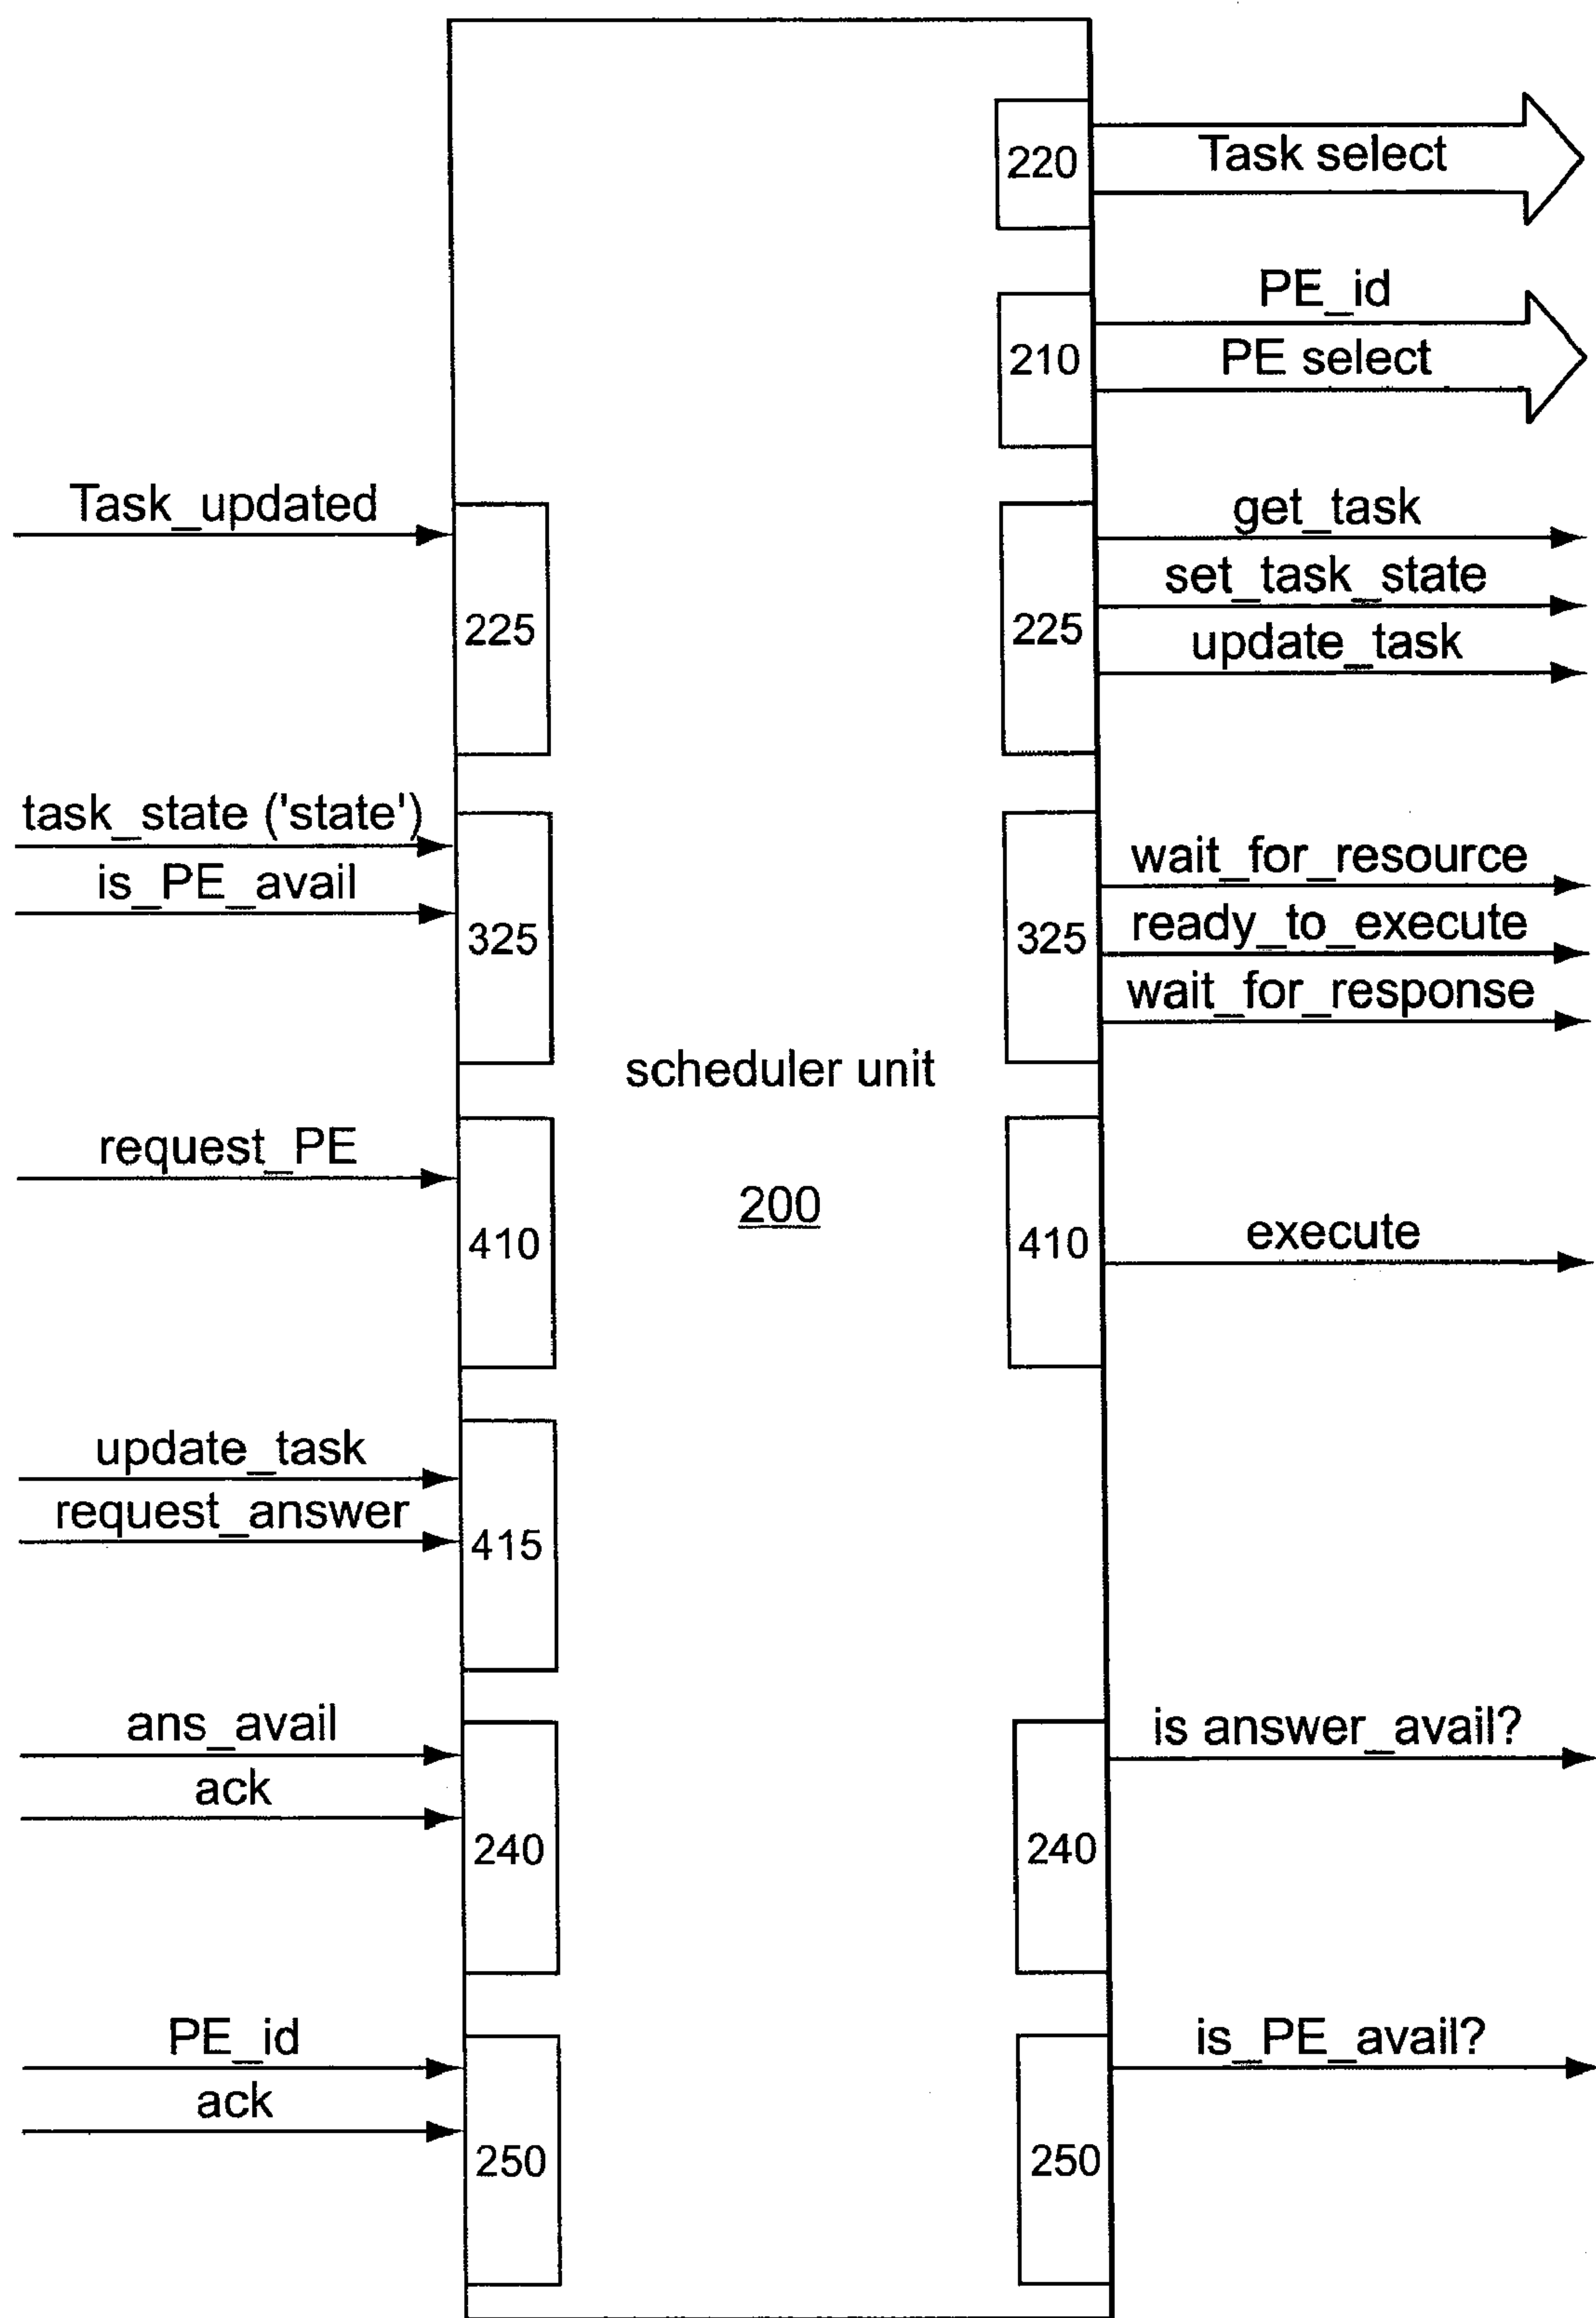 220
Task select
PE_id
210
PE select
Task_updated
225
225
get_task
set_task_state
update_task
task_state ('state')
is_PE_avail
325
325
wait_for_resource
ready_to_execute
wait_for_response
scheduler unit
200
request_PE
410
410
execute
update_task
request_answer
415
ans_avail
ack
240
240
is answer_avail?
PE_id
ack
250
250
is_PE_avail?